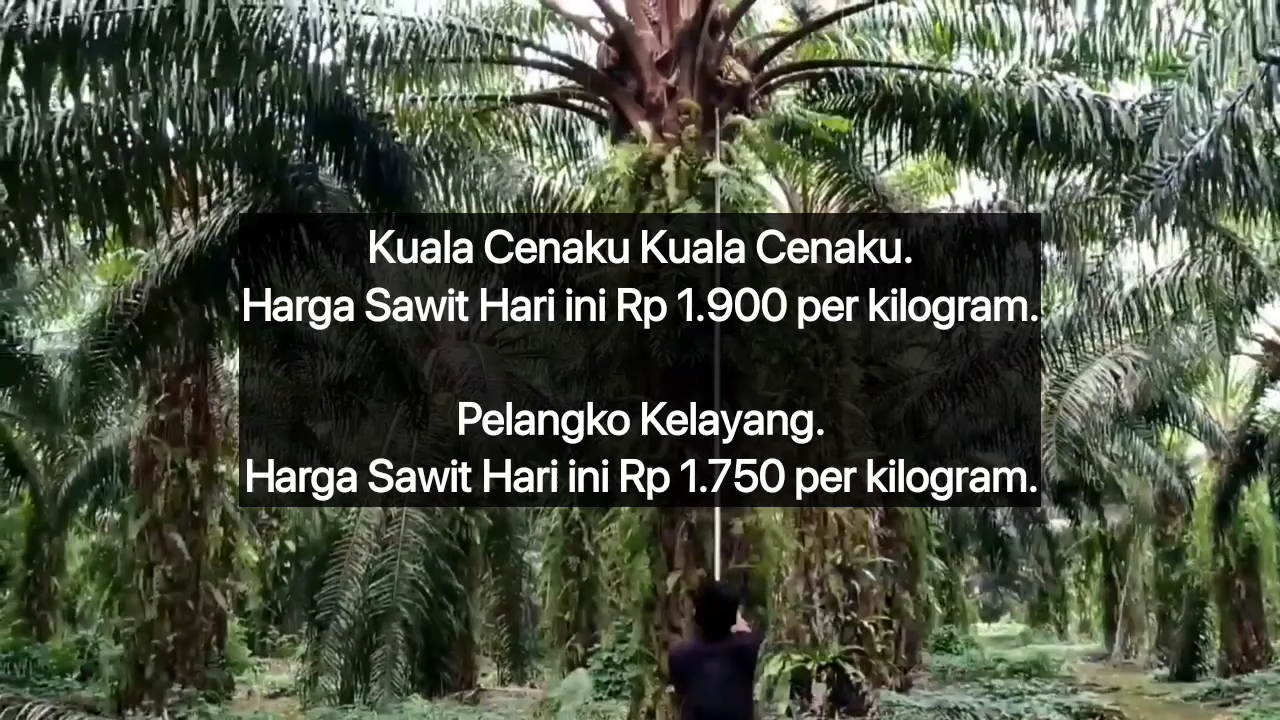 Kuala Cenaku Kuala Cenaku.
Harga Sawit Hari ini Rp 1.900 per kilogram.
Pelangko Kelayang.
Harga Sawit Hari ini Rp 1.750 per kilogram.